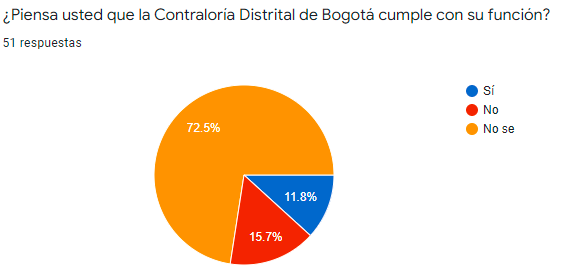 ¿Piensa usted que la Contraloría Distrital de Bogotá cumple con su función?
51 respuestas
Sí
No
No se
72.5%
11.8%
15.7%